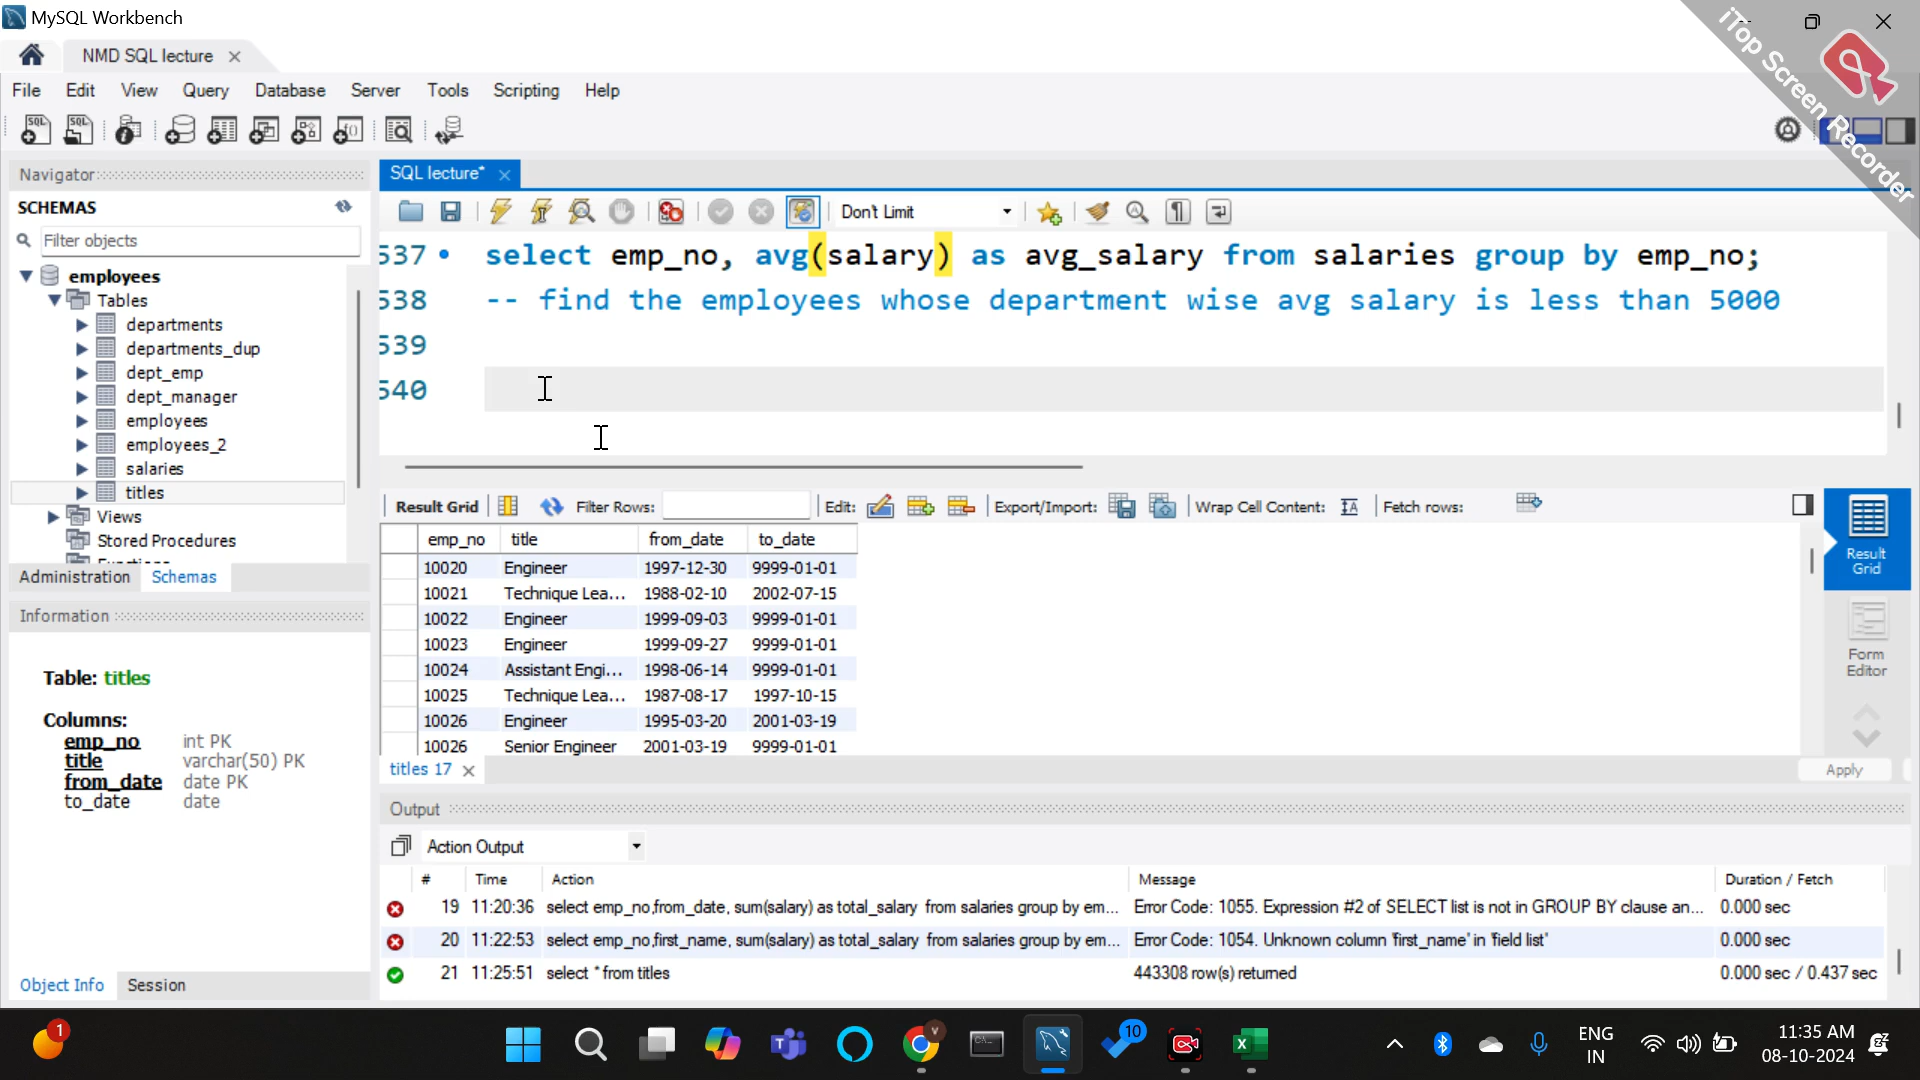 MySQL Workbench
iTop Screen Recorder
NMD SQL lecture
File Edit View Query Database Server Tools Scripting Help
Navigator
SQL lecture*
SCHEMAS
Don't Limit
Filter objects
537 select emp_no, avg(salary) as avg_salary from salaries group by emp_no;
538 -- find the employees whose department wise avg salary is less than 5000
539
540
employees
Tables
departments
departments_dup
dept_emp
dept_manager
employees
employees_2
salaries
titles
Views
Stored Procedures
Administration Schemas
Result Grid Filter Rows: Edit: Export/Import: Wrap Cell Content: Fetch rows:
emp_no title from_date to_date
10020 Engineer 1997-12-30 9999-01-01
10021 Technique Lea... 1988-02-10 2002-07-15
10022 Engineer 1999-09-03 9999-01-01
10023 Engineer 1999-09-27 9999-01-01
10024 Assistant Engi... 1998-06-14 9999-01-01
10025 Technique Lea... 1987-08-17 1997-10-15
10026 Engineer 1995-03-20 2001-03-19
10026 Senior Engineer 2001-03-19 9999-01-01
Result
Grid
Form
Editor
titles 17
Apply
Information
Table: titles
Columns:
emp_no int PK
title varchar(50) PK
from_date date PK
to_date date
Object Info Session
Output
Action Output
# Time Action Message Duration / Fetch
19 11:20:36 select emp_no,from_date, sum(salary) as total_salary from salaries group by em... Error Code: 1055. Expression #2 of SELECT list is not in GROUP BY clause an... 0.000 sec
20 11:22:53 select emp_no,first_name, sum(salary) as total_salary from salaries group by em... Error Code: 1054. Unknown column 'first_name' in 'field list' 0.000 sec
21 11:25:51 select * from titles 443308 row(s) returned 0.000 sec / 0.437 sec
1
V
10
ENG
IN
11:35 AM
08-10-2024